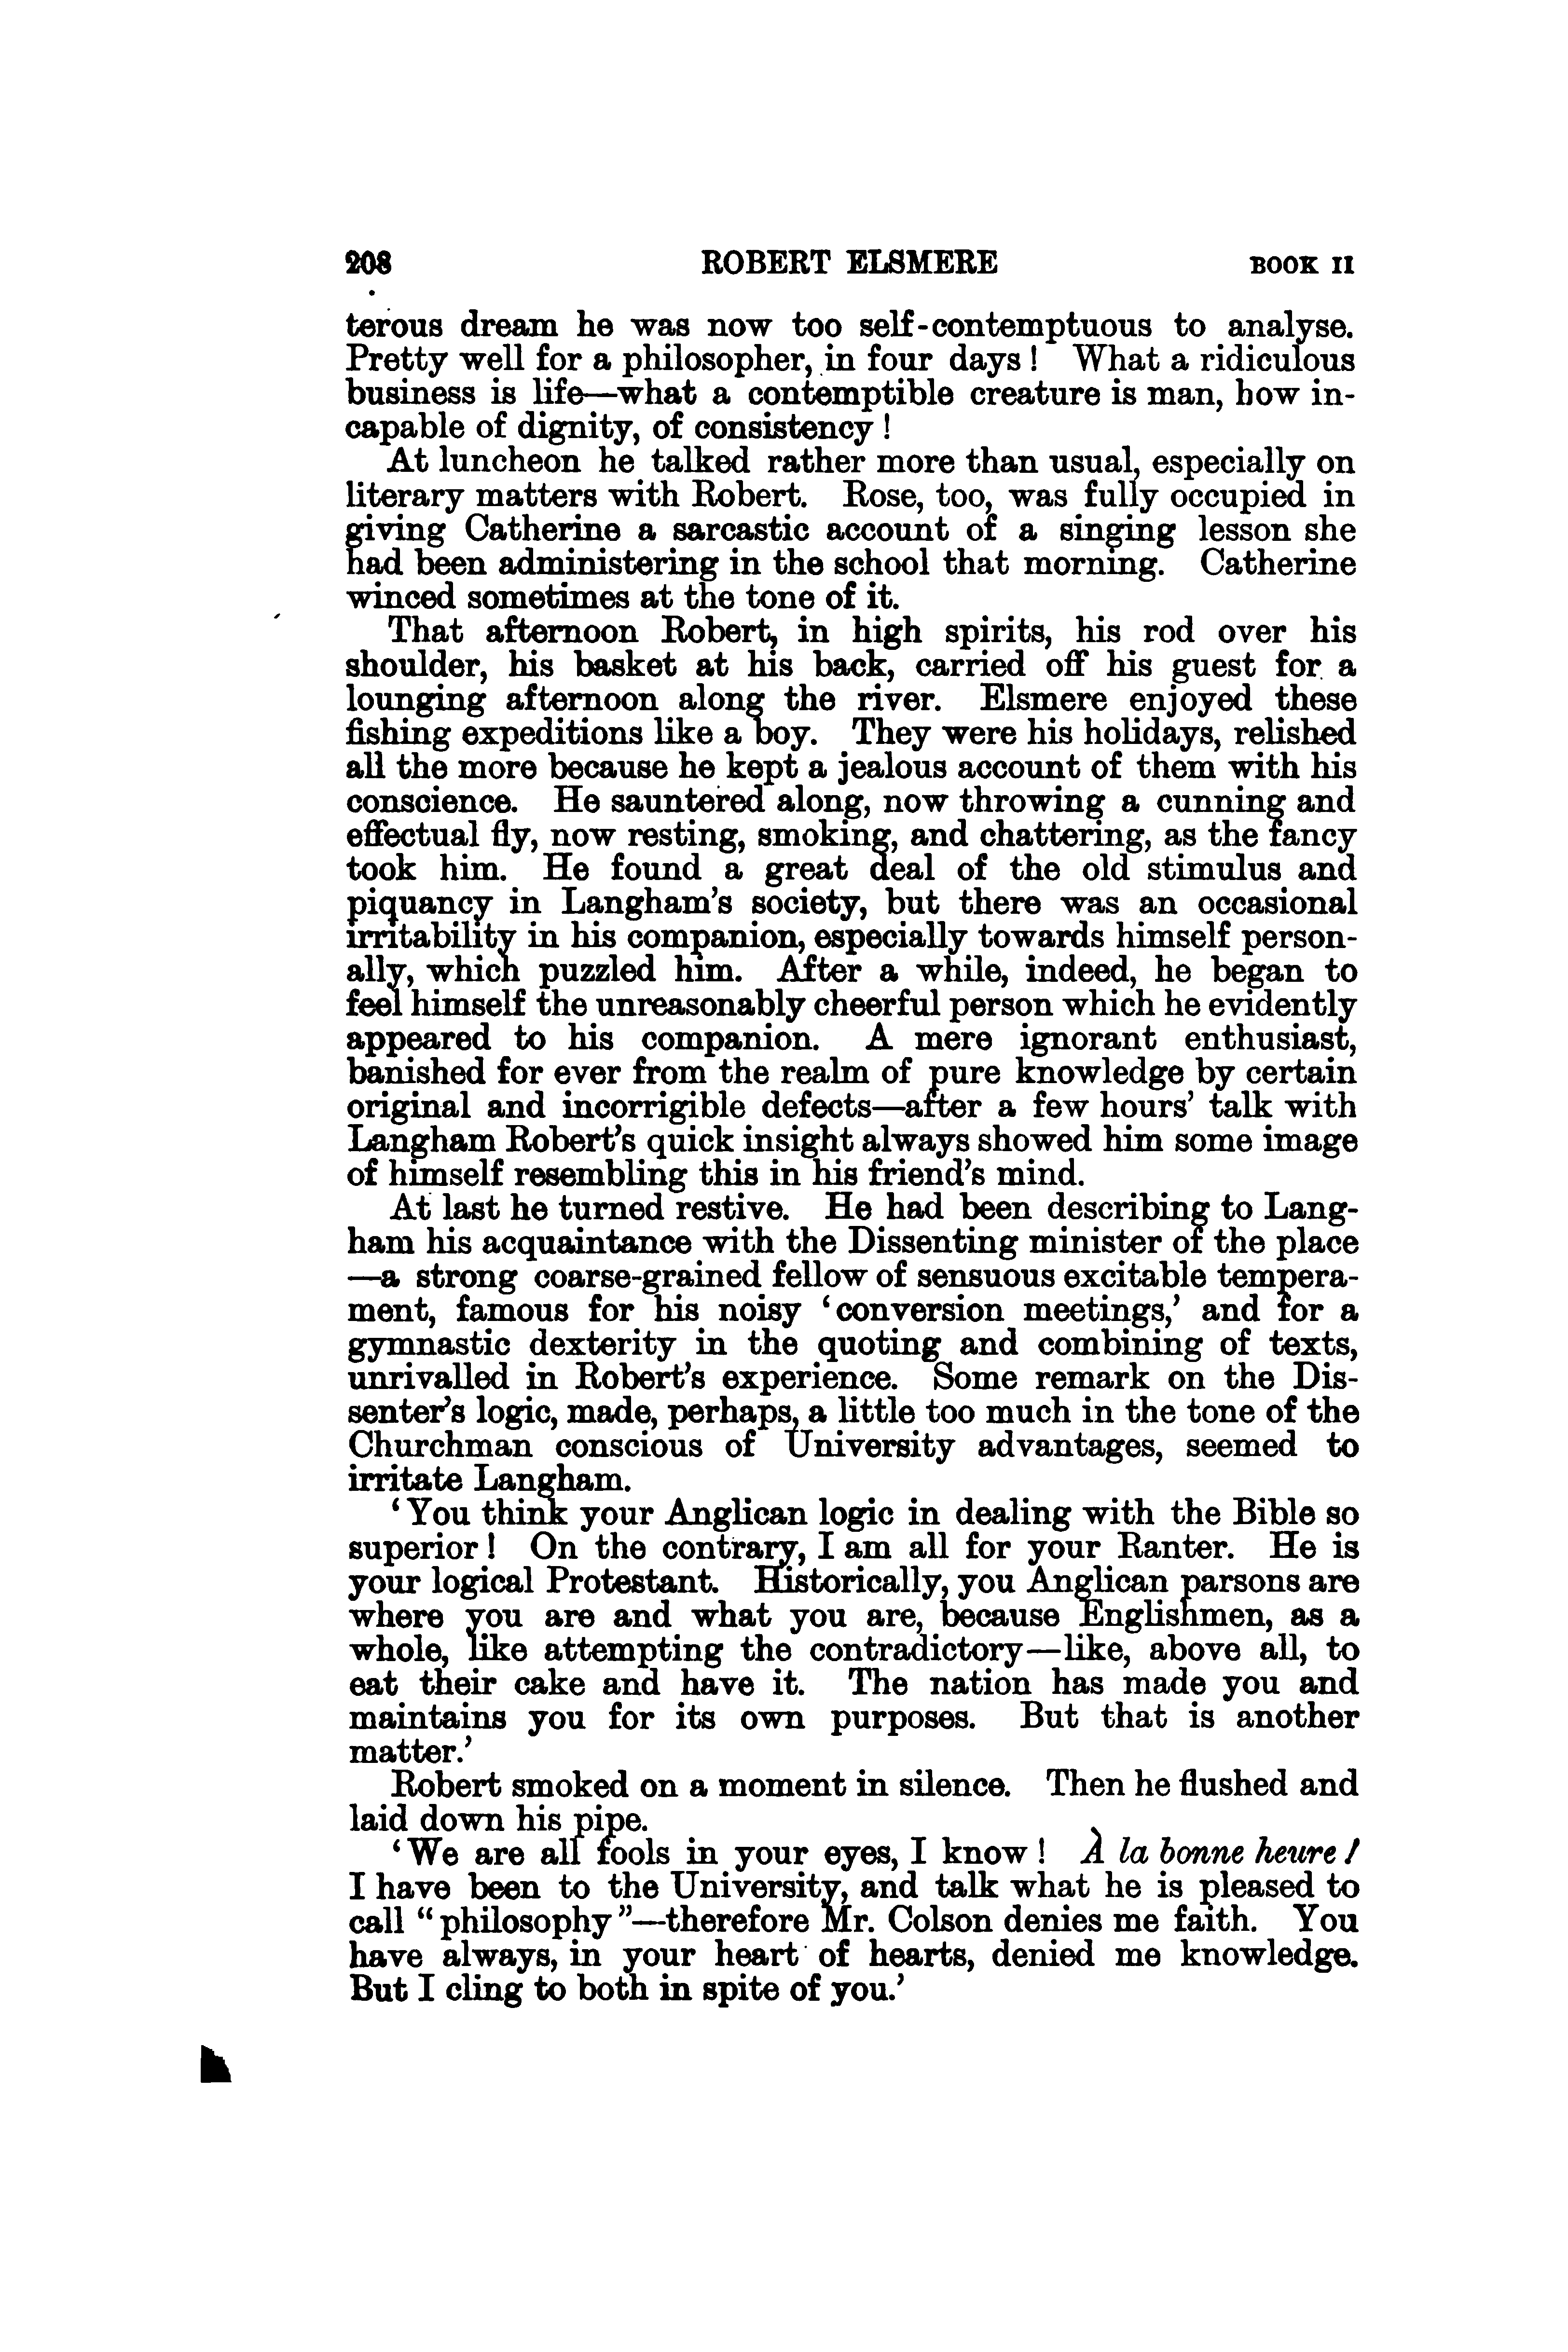 208 ROBERT ELSMERE BOOK II
terous dream he was now too self-contemptuous to analyse.
Pretty well for a philosopher, in four days! What a ridiculous
business is life—what a contemptible creature is man, how in-
capable of dignity, of consistency!
At luncheon he talked rather more than usual, especially on
literary matters with Robert. Rose, too, was fully occupied in
giving Catherine a sarcastic account of a singing lesson she
had been administering in the school that morning. Catherine
winced sometimes at the tone of it.
That afternoon Robert, in high spirits, his rod over his
shoulder, his basket at his back, carried off his guest for a
lounging afternoon along the river. Elsmere enjoyed these
fishing expeditions like a boy. They were his holidays, relished
all the more because he kept a jealous account of them with his
conscience. He sauntered along, now throwing a cunning and
effectual fly, now resting, smoking, and chattering, as the fancy
took him. He found a great deal of the old stimulus and
piquancy in Langham's society, but there was an occasional
irritability in his companion, especially towards himself person-
ally, which puzzled him. After a while, indeed, he began to
feel himself the unreasonably cheerful person which he evidently
appeared to his companion. A mere ignorant enthusiast,
banished for ever from the realm of pure knowledge by certain
original and incorrigible defects—after a few hours' talk with
Langham Robert's quick insight always showed him some image
of himself resembling this in his friend's mind.
At last he turned restive. He had been describing to Lang-
ham his acquaintance with the Dissenting minister of the place
—a strong coarse-grained fellow of sensuous excitable tempera-
ment, famous for his noisy 'conversion meetings,' and for a
gymnastic dexterity in the quoting and combining of texts,
unrivalled in Robert's experience. Some remark on the Dis-
senter's logic, made, perhaps, a little too much in the tone of the
Churchman conscious of University advantages, seemed to
irritate Langham.
'You think your Anglican logic in dealing with the Bible so
superior! On the contrary, I am all for your Ranter. He is
your logical Protestant. Historically, you Anglican parsons are
where you are and what you are, because Englishmen, as a
whole, like attempting the contradictory—like, above all, to
eat their cake and have it. The nation has made you and
maintains you for its own purposes. But that is another
matter.'
Robert smoked on a moment in silence. Then he flushed and
laid down his pipe.
'We are all fools in your eyes, I know! À la bonne heure!
I have been to the University, and talk what he is pleased to
call "philosophy"—therefore Mr. Colson denies me faith. You
have always, in your heart of hearts, denied me knowledge.
But I cling to both in spite of you.'